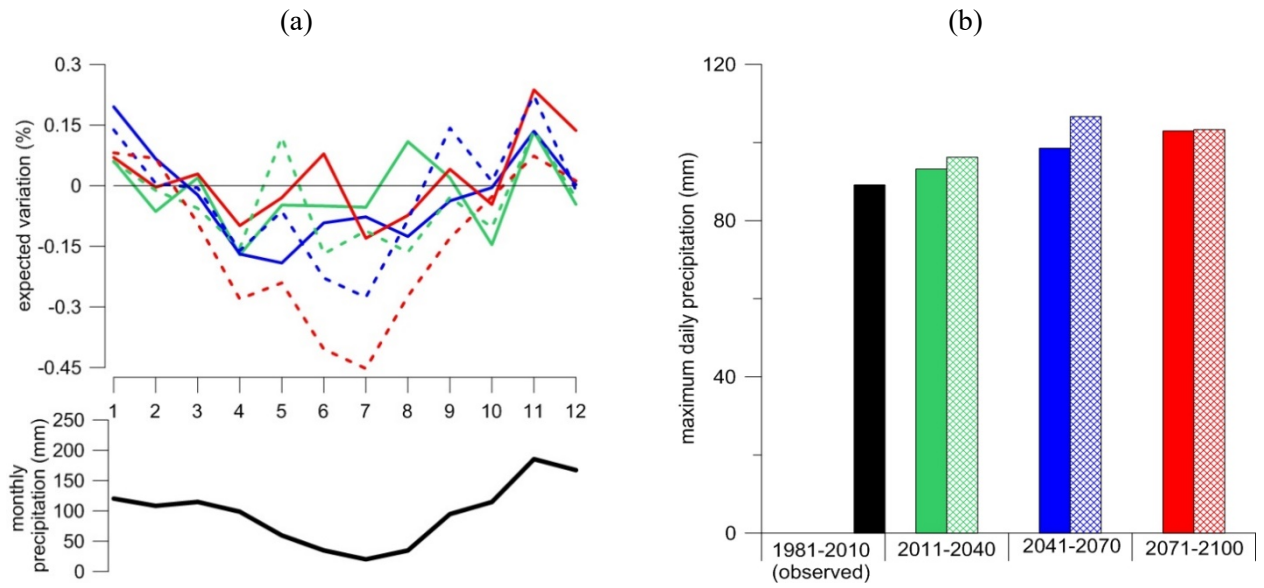 (a)
(b)
expected variation (%)
0.3
0.15
0
-0.15
-0.3
-0.45
1 2 3 4 5 6 7 8 9 10 11 12
monthly
precipitation (mm)
250
200
150
100
50
0
maximum daily precipitation (mm)
120
80
40
0
1981-2010
(observed)
2011-2040
2041-2070
2071-2100